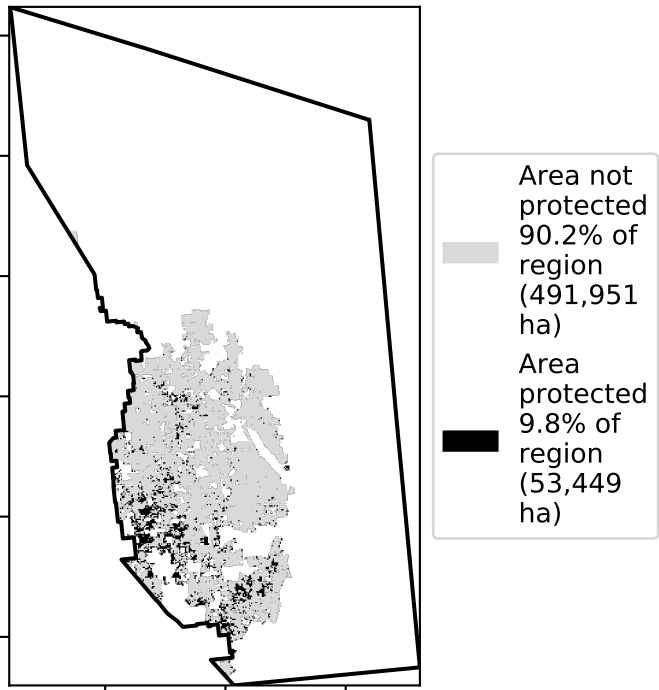 Area not
protected
90.2% of
region
(491,951
ha)
Area
protected
9.8% of
region
(53,449
ha)